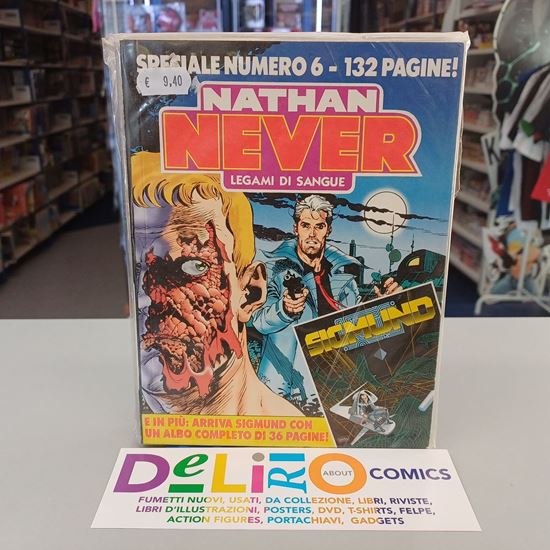 SPECIALE NUMERO 6 - 132 PAGINE!
€ 9,40
NATHAN
NEVER
LEGAMI DI SANGUE
SIGMUND
E IN PIÙ: ARRIVA SIGMUND CON
UN ALBO COMPLETO DI 36 PAGINE!
DeLiRiO ABOUT COMICS
FUMETTI NUOVI, USATI, DA COLLEZIONE, LIBRI, RIVISTE,
LIBRI D'ILLUSTRAZIONI, POSTERS, DVD, T-SHIRTS, FELPE,
ACTION FIGURES, PORTACHIAVI, GADGETS